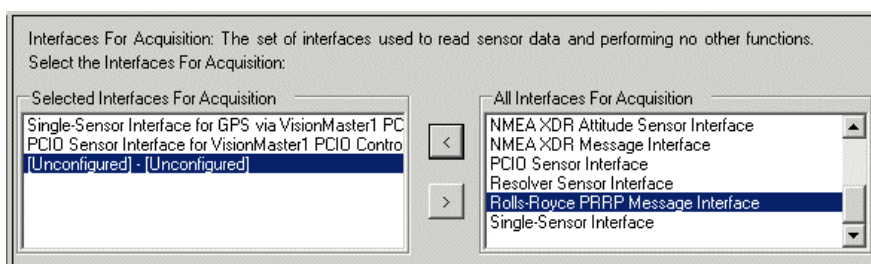 Interfaces For Acquisition: The set of interfaces used to read sensor data and performing no other functions.
Select the Interfaces For Acquisition:
Selected Interfaces For Acquisition
Single-Sensor Interface for GPS via VisionMaster1 PC
PCIO Sensor Interface for VisionMaster1 PCIO Contro
[Unconfigured] - [Unconfigured]
<
>
All Interfaces For Acquisition
NMEA XDR Attitude Sensor Interface
NMEA XDR Message Interface
PCIO Sensor Interface
Resolver Sensor Interface
Rolls-Royce PRRP Message Interface
Single-Sensor Interface